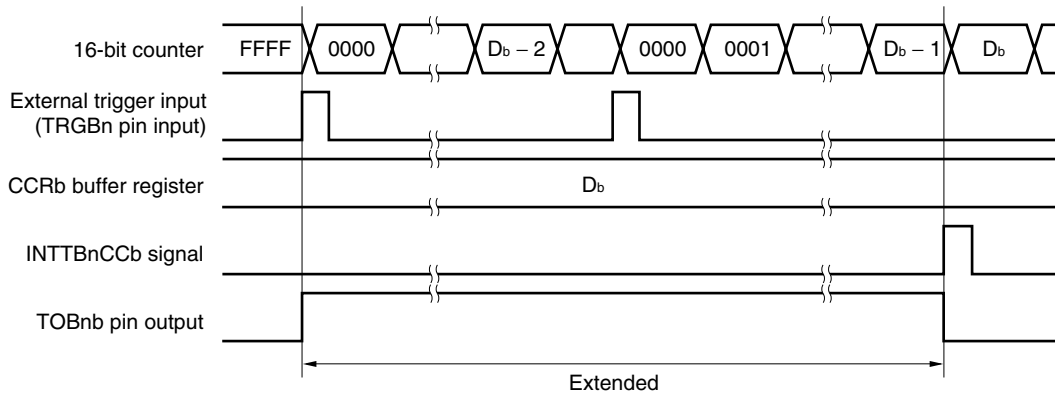 16-bit counter FFFF 0000 Db − 2 0000 0001 Db − 1 Db
External trigger input
(TRGBn pin input)
CCRb buffer register Db
INTTBnCCb signal
TOBnb pin output
Extended